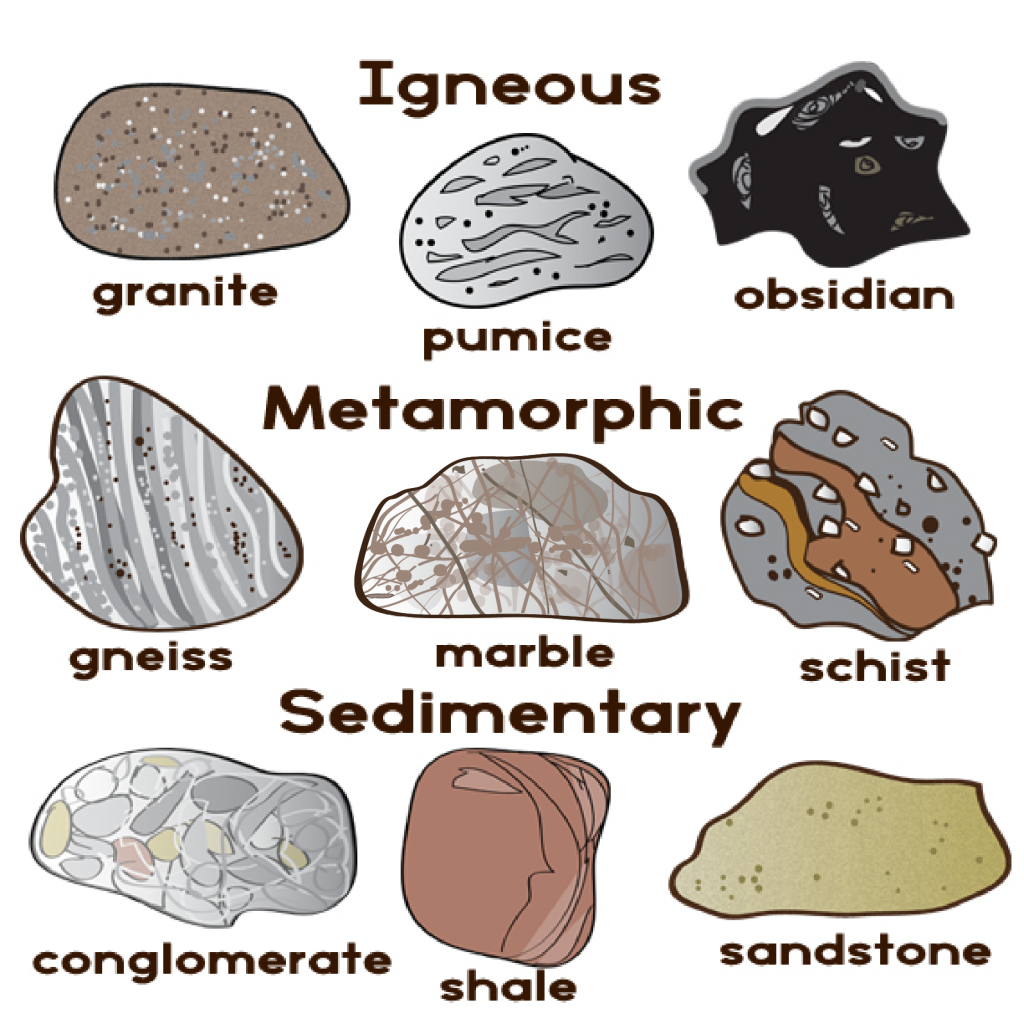 Igneous
granite
pumice
obsidian
Metamorphic
gneiss
marble
schist
Sedimentary
conglomerate
shale
sandstone